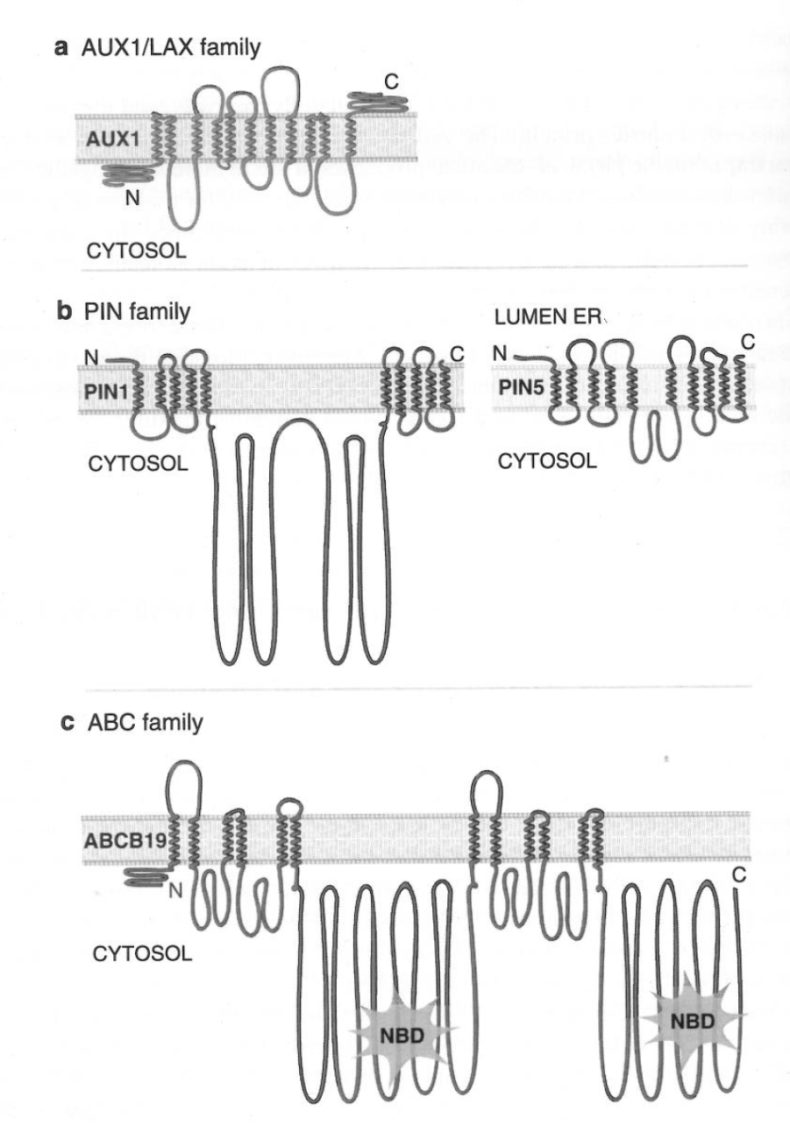 a AUX1/LAX family
C
AUX1
N
CYTOSOL
b PIN family
LUMEN ER
N
C
PIN1
CYTOSOL
N
C
PIN5
CYTOSOL
c ABC family
ABCB19
N
C
CYTOSOL
NBD
NBD